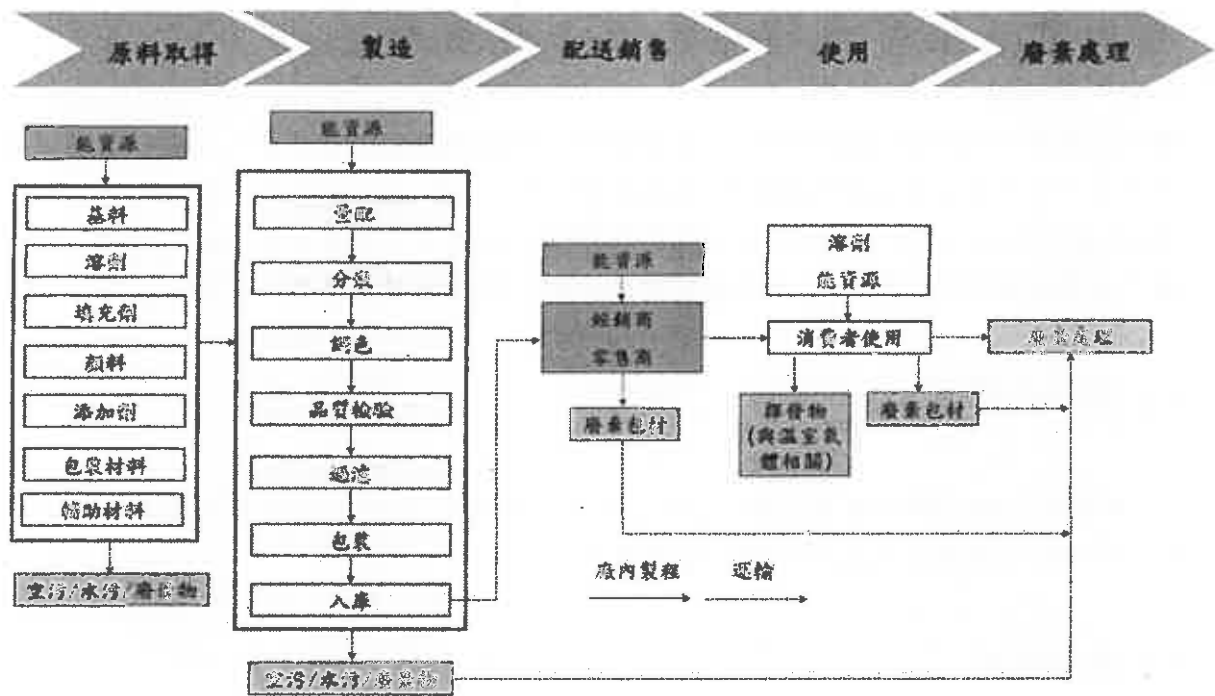 原料取得
製造
配送銷售
使用
廢棄處理
能資源
基料
溶劑
填充劑
顏料
添加劑
包裝材料
輔助材料
空污/水污/廢棄物
能資源
量配
分散
調色
品質檢驗
過濾
包裝
入庫
空污/水污/廢棄物
能資源
經銷商
零售商
廢棄包材
溶劑
能資源
消費者使用
揮發物
(與溫室氣
體相關)
廢棄包材
廢棄處理
廠內製程
運輸